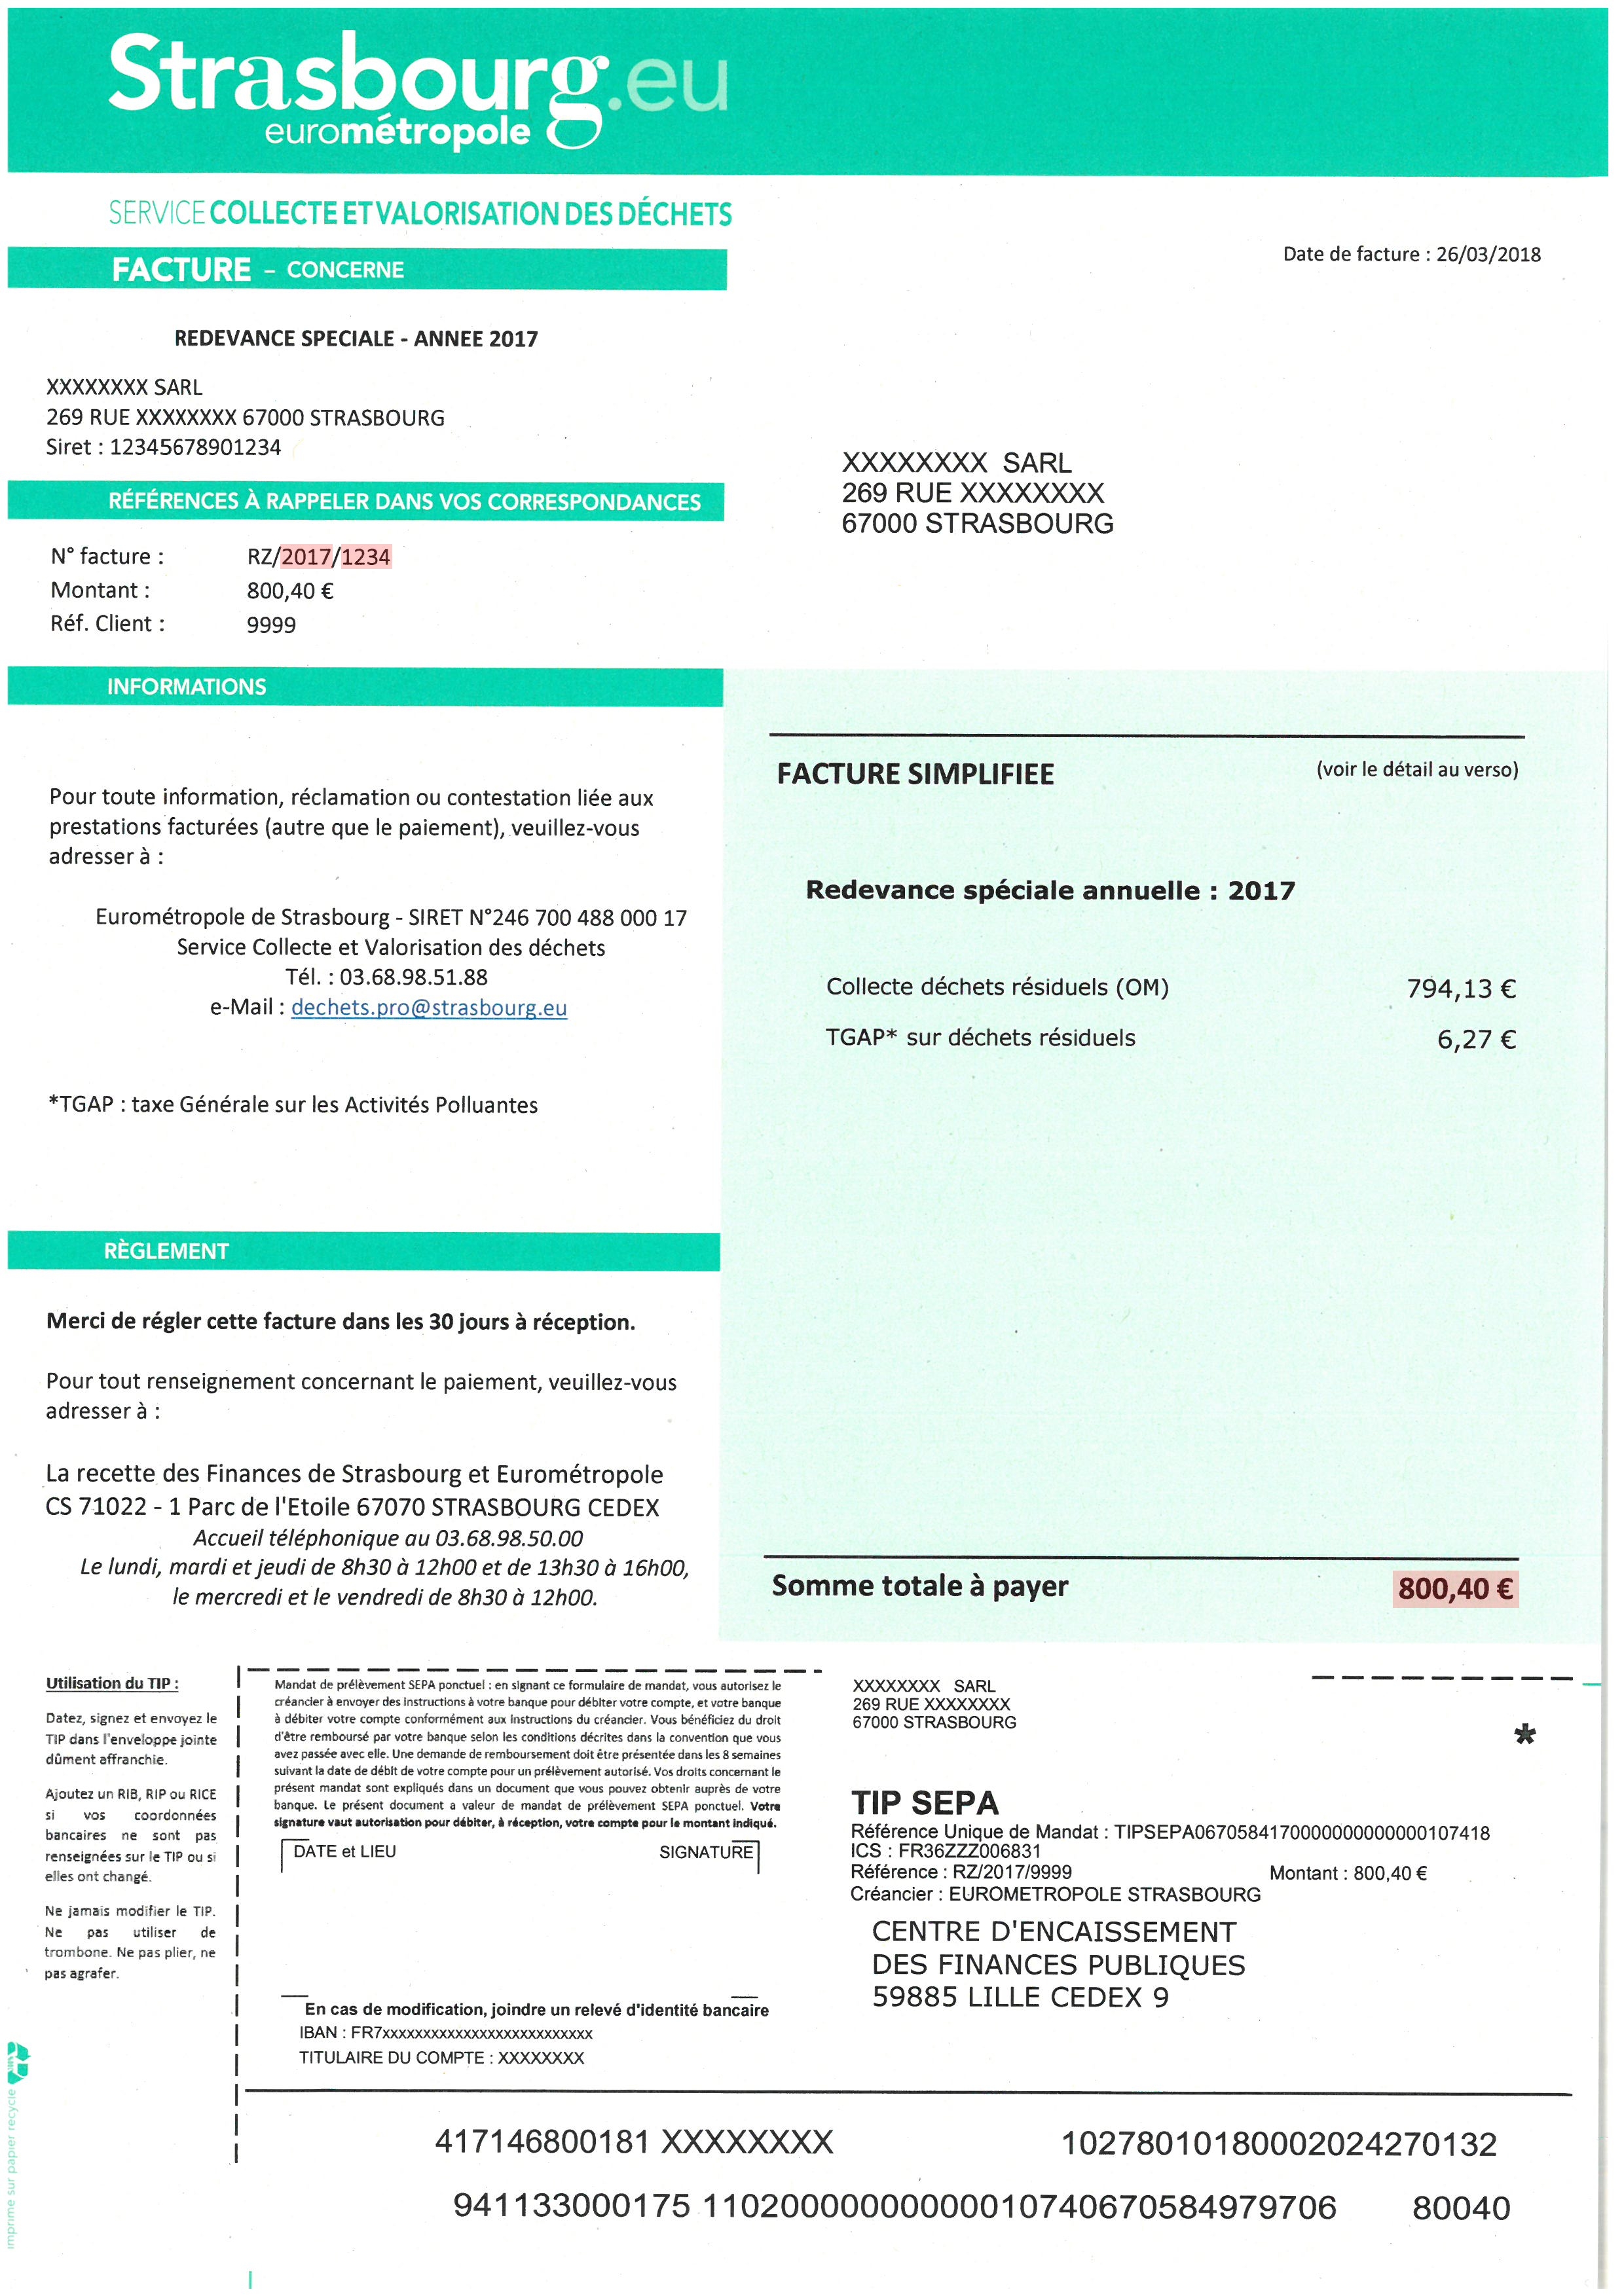 Strasbourg.eu
eurométropole
SERVICE COLLECTE ET VALORISATION DES DÉCHETS
FACTURE – CONCERNE
Date de facture : 26/03/2018
REDEVANCE SPECIALE - ANNEE 2017
XXXXXXXX SARL
269 RUE XXXXXXXX 67000 STRASBOURG
Siret : 12345678901234
XXXXXXXX SARL
269 RUE XXXXXXXX
67000 STRASBOURG
RÉFÉRENCES À RAPPELER DANS VOS CORRESPONDANCES
N° facture : RZ/2017/1234
Montant : 800,40 €
Réf. Client : 9999
INFORMATIONS
Pour toute information, réclamation ou contestation liée aux
prestations facturées (autre que le paiement), veuillez-vous
adresser à :
Eurométropole de Strasbourg - SIRET N°246 700 488 000 17
Service Collecte et Valorisation des déchets
Tél. : 03.68.98.51.88
e-Mail : dechets.pro@strasbourg.eu
*TGAP : taxe Générale sur les Activités Polluantes
FACTURE SIMPLIFIEE (voir le détail au verso)
Redevance spéciale annuelle : 2017
Collecte déchets résiduels (OM) 794,13 €
TGAP* sur déchets résiduels 6,27 €
Somme totale à payer 800,40 €
RÈGLEMENT
Merci de régler cette facture dans les 30 jours à réception.
Pour tout renseignement concernant le paiement, veuillez-vous
adresser à :
La recette des Finances de Strasbourg et Eurométropole
CS 71022 - 1 Parc de l'Etoile 67070 STRASBOURG CEDEX
Accueil téléphonique au 03.68.98.50.00
Le lundi, mardi et jeudi de 8h30 à 12h00 et de 13h30 à 16h00,
le mercredi et le vendredi de 8h30 à 12h00.
Utilisation du TIP :
Datez, signez et envoyez le
TIP dans l'enveloppe jointe
dûment affranchie.
Ajoutez un RIB, RIP ou RICE
si vos coordonnées
bancaires ne sont pas
renseignées sur le TIP ou si
elles ont changé.
Ne jamais modifier le TIP.
Ne pas utiliser de
trombone. Ne pas plier, ne
pas agrafer.
Mandat de prélèvement SEPA ponctuel : en signant ce formulaire de mandat, vous autorisez le
créancier à envoyer des instructions à votre banque pour débiter votre compte, et votre banque
à débiter votre compte conformément aux instructions du créancier. Vous bénéficiez du droit
d'être remboursé par votre banque selon les conditions décrites dans la convention que vous
avez passée avec elle. Une demande de remboursement doit être présentée dans les 8 semaines
suivant la date de débit de votre compte pour un prélèvement autorisé. Vos droits concernant le
présent mandat sont expliqués dans un document que vous pouvez obtenir auprès de votre
banque. Le présent document a valeur de mandat de prélèvement SEPA ponctuel. Votre
signature vaut autorisation pour débiter, à réception, votre compte pour le montant indiqué.
DATE et LIEU SIGNATURE
En cas de modification, joindre un relevé d'identité bancaire
IBAN : FR7xxxxxxxxxxxxxxxxxxxxxxxxxx
TITULAIRE DU COMPTE : XXXXXXXX
XXXXXXXX SARL
269 RUE XXXXXXXX
67000 STRASBOURG
*
TIP SEPA
Référence Unique de Mandat : TIPSEPA067058417000000000000107418
ICS : FR36ZZZ006831
Référence : RZ/2017/9999 Montant : 800,40 €
Créancier : EUROMETROPOLE STRASBOURG
CENTRE D'ENCAISSEMENT
DES FINANCES PUBLIQUES
59885 LILLE CEDEX 9
417146800181 XXXXXXXX 10278010180002024270132
941133000175 110200000000000107406705849797​06 80040
imprimé sur papier recyclé